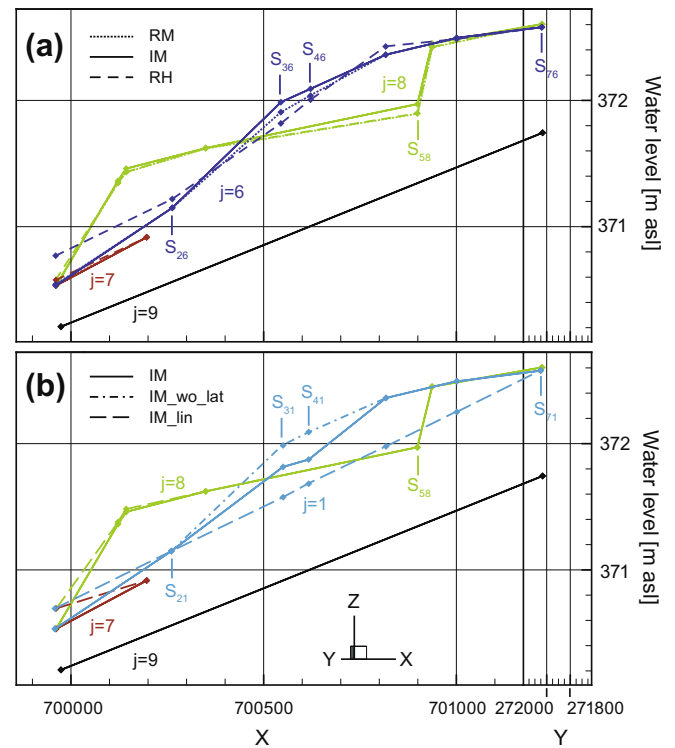 (a)
RM
IM
RH
S36
S46
j=8
S76
S58
j=6
S26
j=7
j=9
372
371
Water level [m asl]
(b)
IM
IM_wo_lat
IM_lin
S31
S41
S71
j=8
S58
j=1
S21
j=7
j=9
Z
Y
X
372
371
Water level [m asl]
700000
700500
701000
272000
271800
X
Y